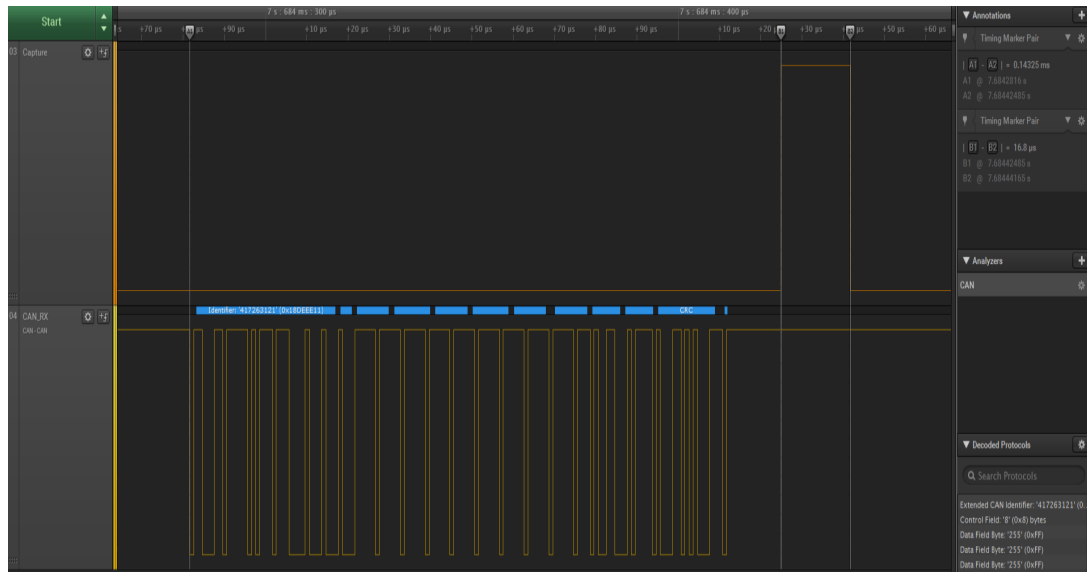 Start
7 s : 684 ms : 300 µs
7 s : 684 ms : 400 µs
s +70 µs µs +90 µs +10 µs +20 µs +30 µs +40 µs +50 µs +60 µs +70 µs +80 µs +90 µs +10 µs +20 +30 µs µs +50 µs +60 µs
03 Capture
04 CAN_RX
CAN - CAN
Identifier: '417263121' (0x18DEEE11)
CRC
Annotations
Timing Marker Pair
| A1 - A2 | = 0.14325 ms
A1 @ 7.6842816 s
A2 @ 7.68442485 s
Timing Marker Pair
| B1 - B2 | = 16.8 µs
B1 @ 7.68442485 s
B2 @ 7.68444165 s
Analyzers
CAN
Decoded Protocols
Search Protocols
Extended CAN Identifier: '417263121' (0..
Control Field: '8' (0x8) bytes
Data Field Byte: '255' (0xFF)
Data Field Byte: '255' (0xFF)
Data Field Byte: '255' (0xFF)